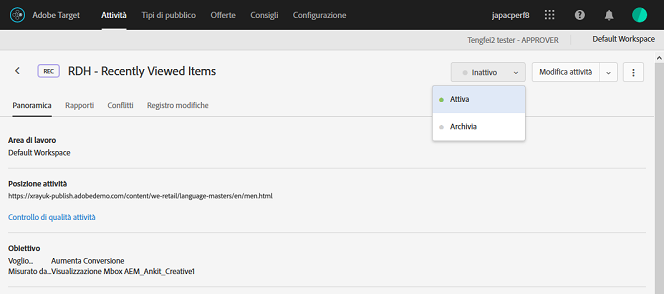 Adobe Target Attività Tipi di pubblico Offerte Consigli Configurazione japacperf8
Tengfei2 tester - APPROVER Default Workspace
REC RDH - Recently Viewed Items Inattivo Modifica attività
Attiva
Archivia
Panoramica Rapporti Conflitti Registro modifiche
Area di lavoro
Default Workspace
Posizione attività
https://xrayuk-publish.adobedemo.com/content/we-retail/language-masters/en/men.html
Controllo di qualità attività
Obiettivo
Voglio.. Aumenta Conversione
Misurato da..Visualizzazione Mbox AEM_Ankit_Creative1